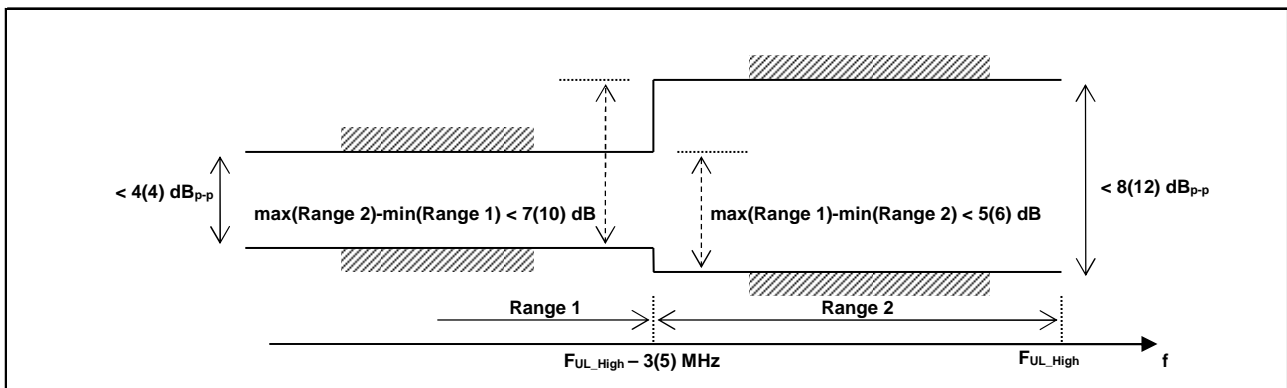 < 4(4) dBp-p
max(Range 2)-min(Range 1) < 7(10) dB
max(Range 1)-min(Range 2) < 5(6) dB
< 8(12) dBp-p
Range 1
Range 2
FUL_High – 3(5) MHz
FUL_High
f